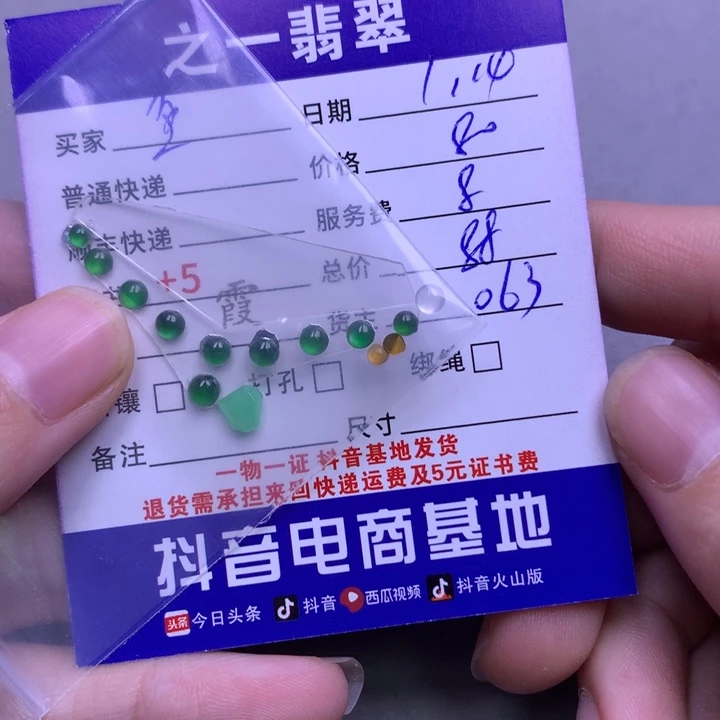 之一翡翠
买家 日期 1.14
普通快递 价格 80
顺丰快递 服务费 8
+5 总价 88
霞 货主 063
镶 打孔 绑绳
备注 尺寸
一物一证 抖音基地发货
退货需承担来回快递运费及5元证书费
抖音电商基地
头条 今日头条 抖音 西瓜视频 抖音火山版